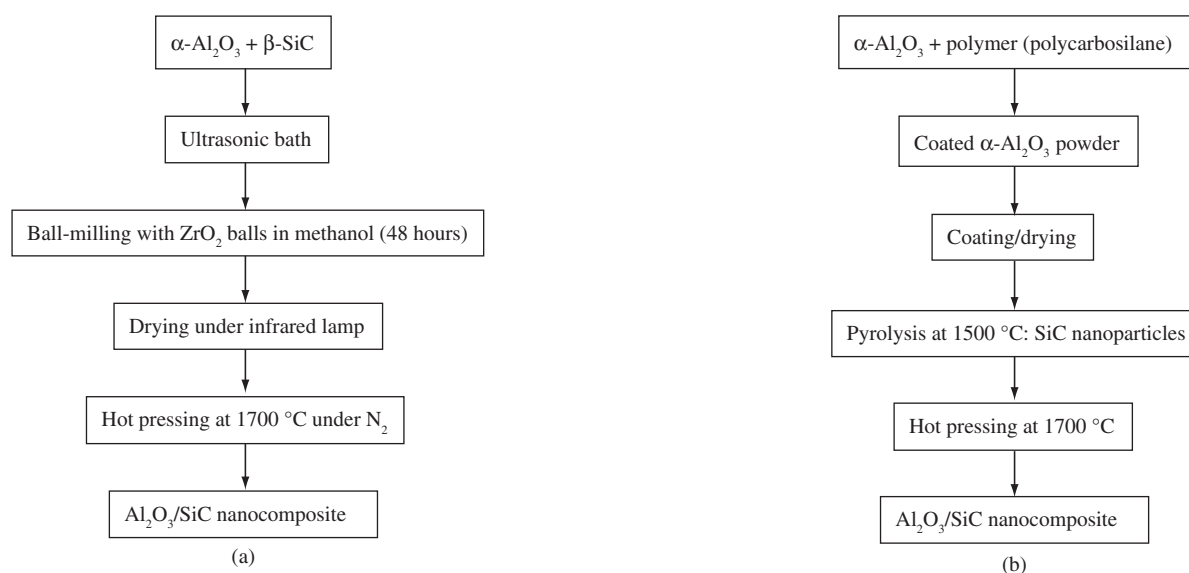 α-Al₂O₃ + β-SiC
Ultrasonic bath
Ball-milling with ZrO₂ balls in methanol (48 hours)
Drying under infrared lamp
Hot pressing at 1700 °C under N₂
Al₂O₃/SiC nanocomposite
(a)
α-Al₂O₃ + polymer (polycarbosilane)
Coated α-Al₂O₃ powder
Coating/drying
Pyrolysis at 1500 °C: SiC nanoparticles
Hot pressing at 1700 °C
Al₂O₃/SiC nanocomposite
(b)